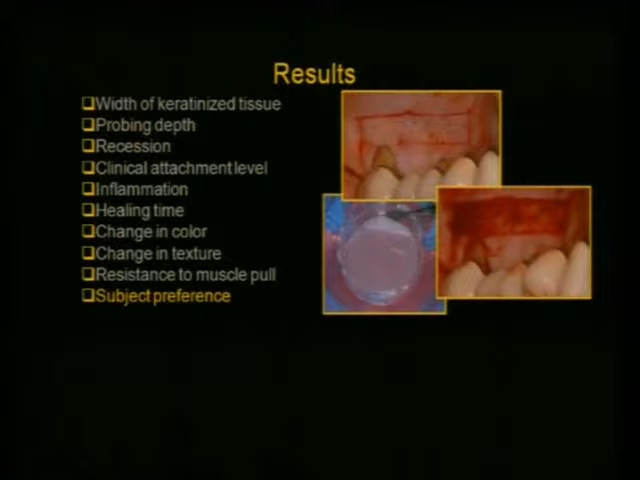 Results
❑Width of keratinized tissue
❑Probing depth
❑Recession
❑Clinical attachment level
❑Inflammation
❑Healing time
❑Change in color
❑Change in texture
❑Resistance to muscle pull
❑Subject preference